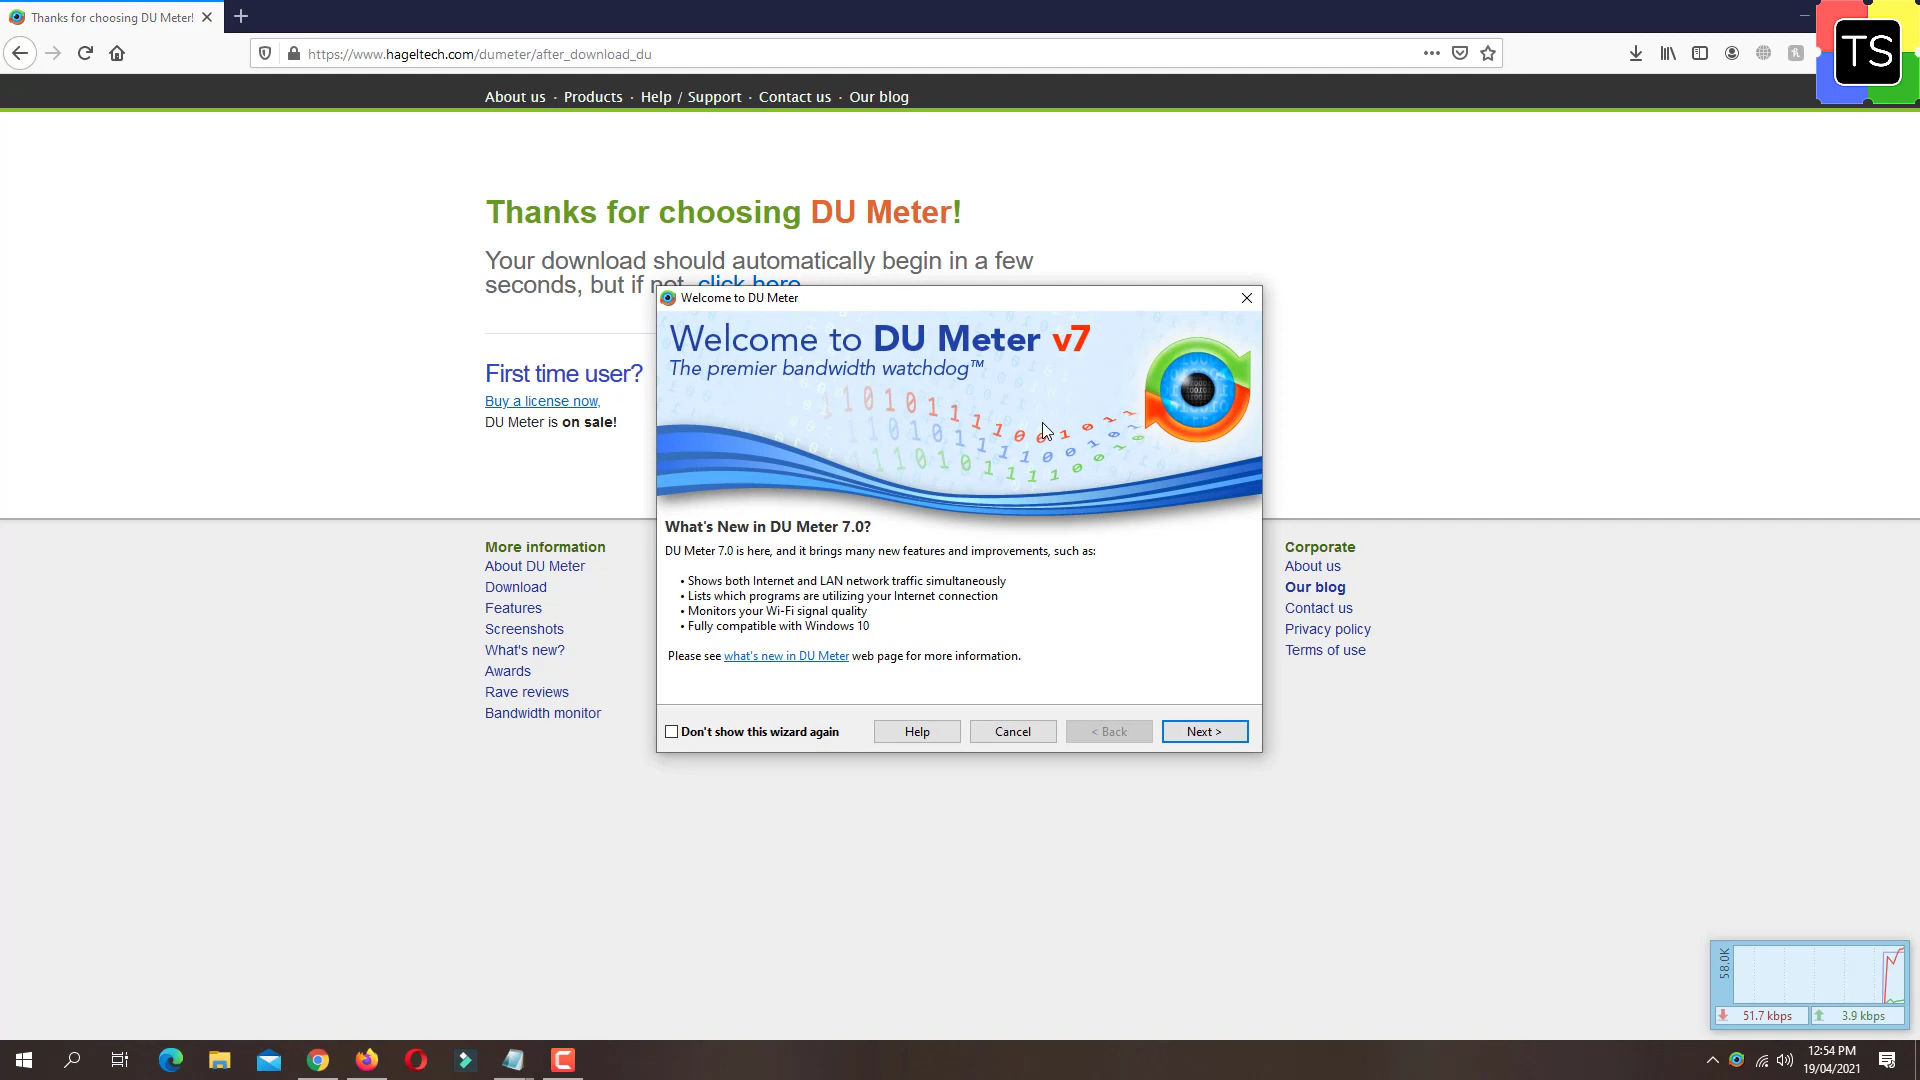 Thanks for choosing DU Meter!
https://www.hageltech.com/dumeter/after_download_du
TS
About us · Products · Help / Support · Contact us · Our blog
Thanks for choosing DU Meter!
Your download should automatically begin in a few
seconds, but if not, click here
First time user?
Buy a license now,
DU Meter is on sale!
Welcome to DU Meter
Welcome to DU Meter v7
The premier bandwidth watchdog™
What's New in DU Meter 7.0?
DU Meter 7.0 is here, and it brings many new features and improvements, such as:
• Shows both Internet and LAN network traffic simultaneously
• Lists which programs are utilizing your Internet connection
• Monitors your Wi-Fi signal quality
• Fully compatible with Windows 10
Please see what's new in DU Meter web page for more information.
Don't show this wizard again
Help
Cancel
< Back
Next >
More information
About DU Meter
Download
Features
Screenshots
What's new?
Awards
Rave reviews
Bandwidth monitor
Corporate
About us
Our blog
Contact us
Privacy policy
Terms of use
58.0K
51.7 kbps
3.9 kbps
12:54 PM
19/04/2021